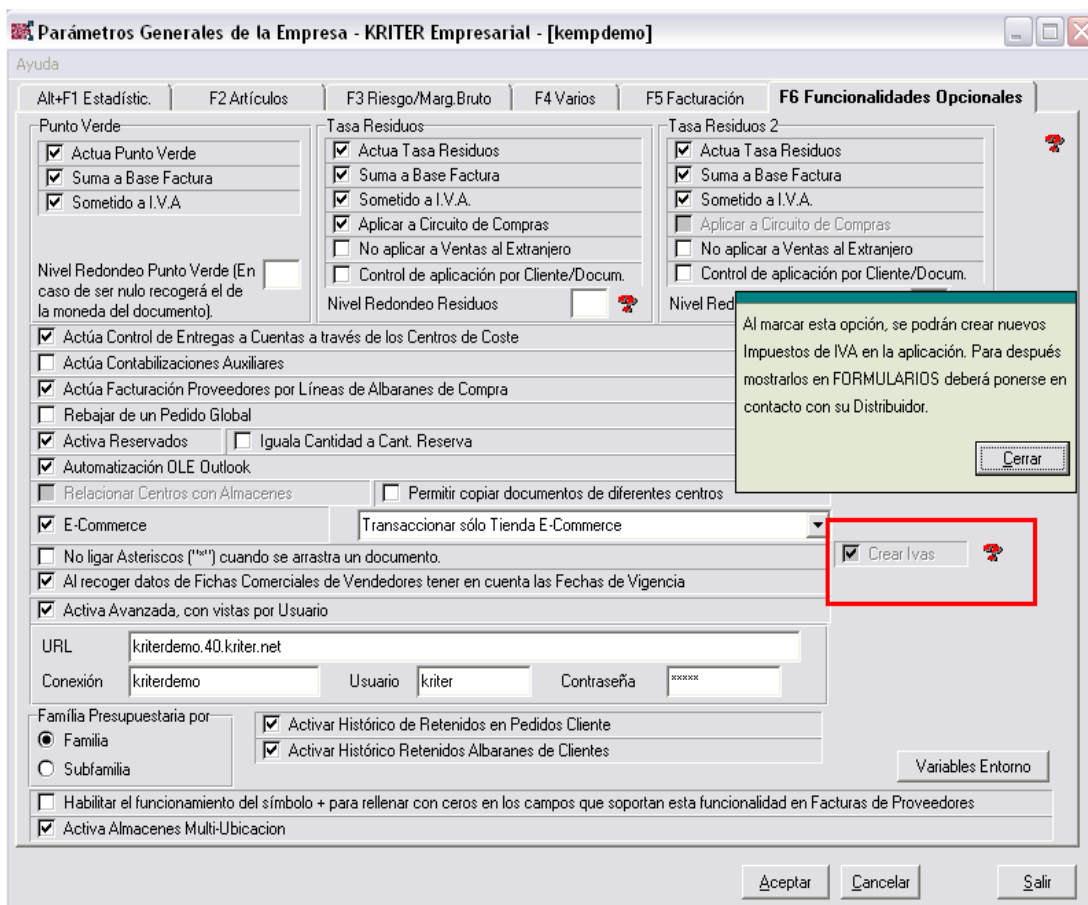 Parámetros Generales de la Empresa - KRITER Empresarial - [kempdemo]
Ayuda
Alt+F1 Estadístic.
F2 Artículos
F3 Riesgo/Marg.Bruto
F4 Varios
F5 Facturación
F6 Funcionalidades Opcionales
Punto Verde
Actua Punto Verde
Suma a Base Factura
Sometido a I.V.A
Nivel Redondeo Punto Verde (En
caso de ser nulo recogerá el de
la moneda del documento).
Tasa Residuos
Actua Tasa Residuos
Suma a Base Factura
Sometido a I.V.A.
Aplicar a Circuito de Compras
No aplicar a Ventas al Extranjero
Control de aplicación por Cliente/Docum.
Nivel Redondeo Residuos
Tasa Residuos 2
Actua Tasa Residuos
Suma a Base Factura
Sometido a I.V.A.
Aplicar a Circuito de Compras
No aplicar a Ventas al Extranjero
Control de aplicación por Cliente/Docum.
Nivel Red
Al marcar esta opción, se podrán crear nuevos
Impuestos de IVA en la aplicación. Para después
mostrarlos en FORMULARIOS deberá ponerse en
contacto con su Distribuidor.
Cerrar
Actúa Control de Entregas a Cuentas a través de los Centros de Coste
Actúa Contabilizaciones Auxiliares
Actúa Facturación Proveedores por Líneas de Albaranes de Compra
Rebajar de un Pedido Global
Activa Reservados
Iguala Cantidad a Cant. Reserva
Automatización OLE Outlook
Relacionar Centros con Almacenes
Permitir copiar documentos de diferentes centros
E-Commerce
Transaccionar sólo Tienda E-Commerce
No ligar Asteriscos ("*") cuando se arrastra un documento.
Crear Ivas
Al recoger datos de Fichas Comerciales de Vendedores tener en cuenta las Fechas de Vigencia
Activa Avanzada, con vistas por Usuario
URL
kriterdemo.40.kriter.net
Conexión
kriterdemo
Usuario
kriter
Contraseña
xxxxx
Família Presupuestaria por
Familia
Subfamilia
Activar Histórico de Retenidos en Pedidos Cliente
Activar Histórico Retenidos Albaranes de Clientes
Variables Entorno
Habilitar el funcionamiento del símbolo + para rellenar con ceros en los campos que soportan esta funcionalidad en Facturas de Proveedores
Activa Almacenes Multi-Ubicacion
Aceptar
Cancelar
Salir